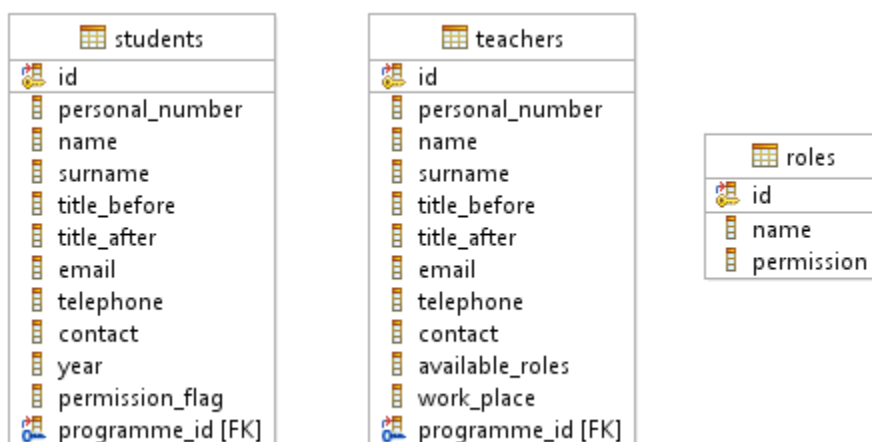 students
id
personal_number
name
surname
title_before
title_after
email
telephone
contact
year
permission_flag
programme_id [FK]
teachers
id
personal_number
name
surname
title_before
title_after
email
telephone
contact
available_roles
work_place
programme_id [FK]
roles
id
name
permission